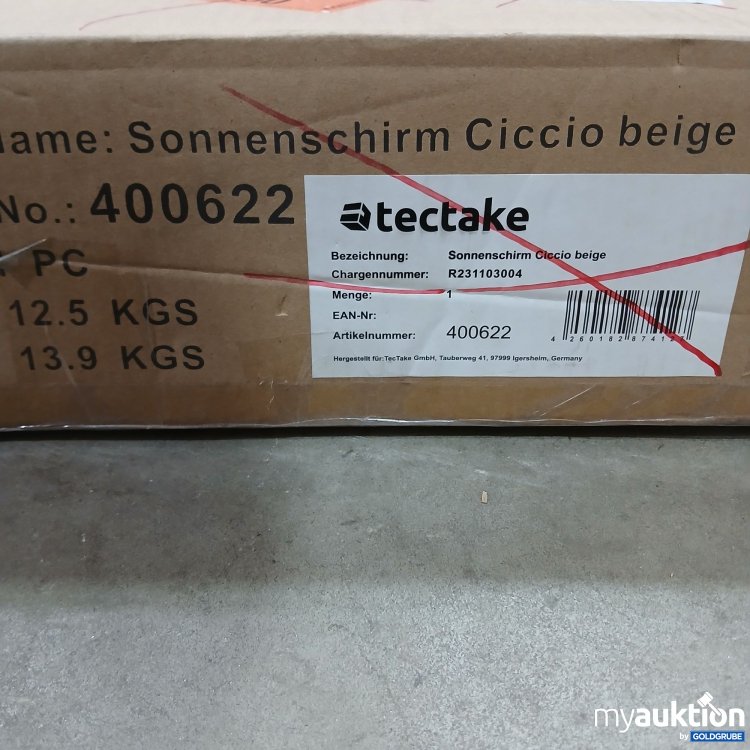 Name: Sonnenschirm Ciccio beige
No.: 400622
PC
12.5 KGS
13.9 KGS
tectake
Bezeichnung: Sonnenschirm Ciccio beige
Chargennummer: R231103004
Menge: 1
EAN-Nr:
Artikelnummer: 400622
Hergestellt für:TecTake GmbH, Tauberweg 41, 97999 Igersheim, Germany
myauktion
by GOLDGRUBE